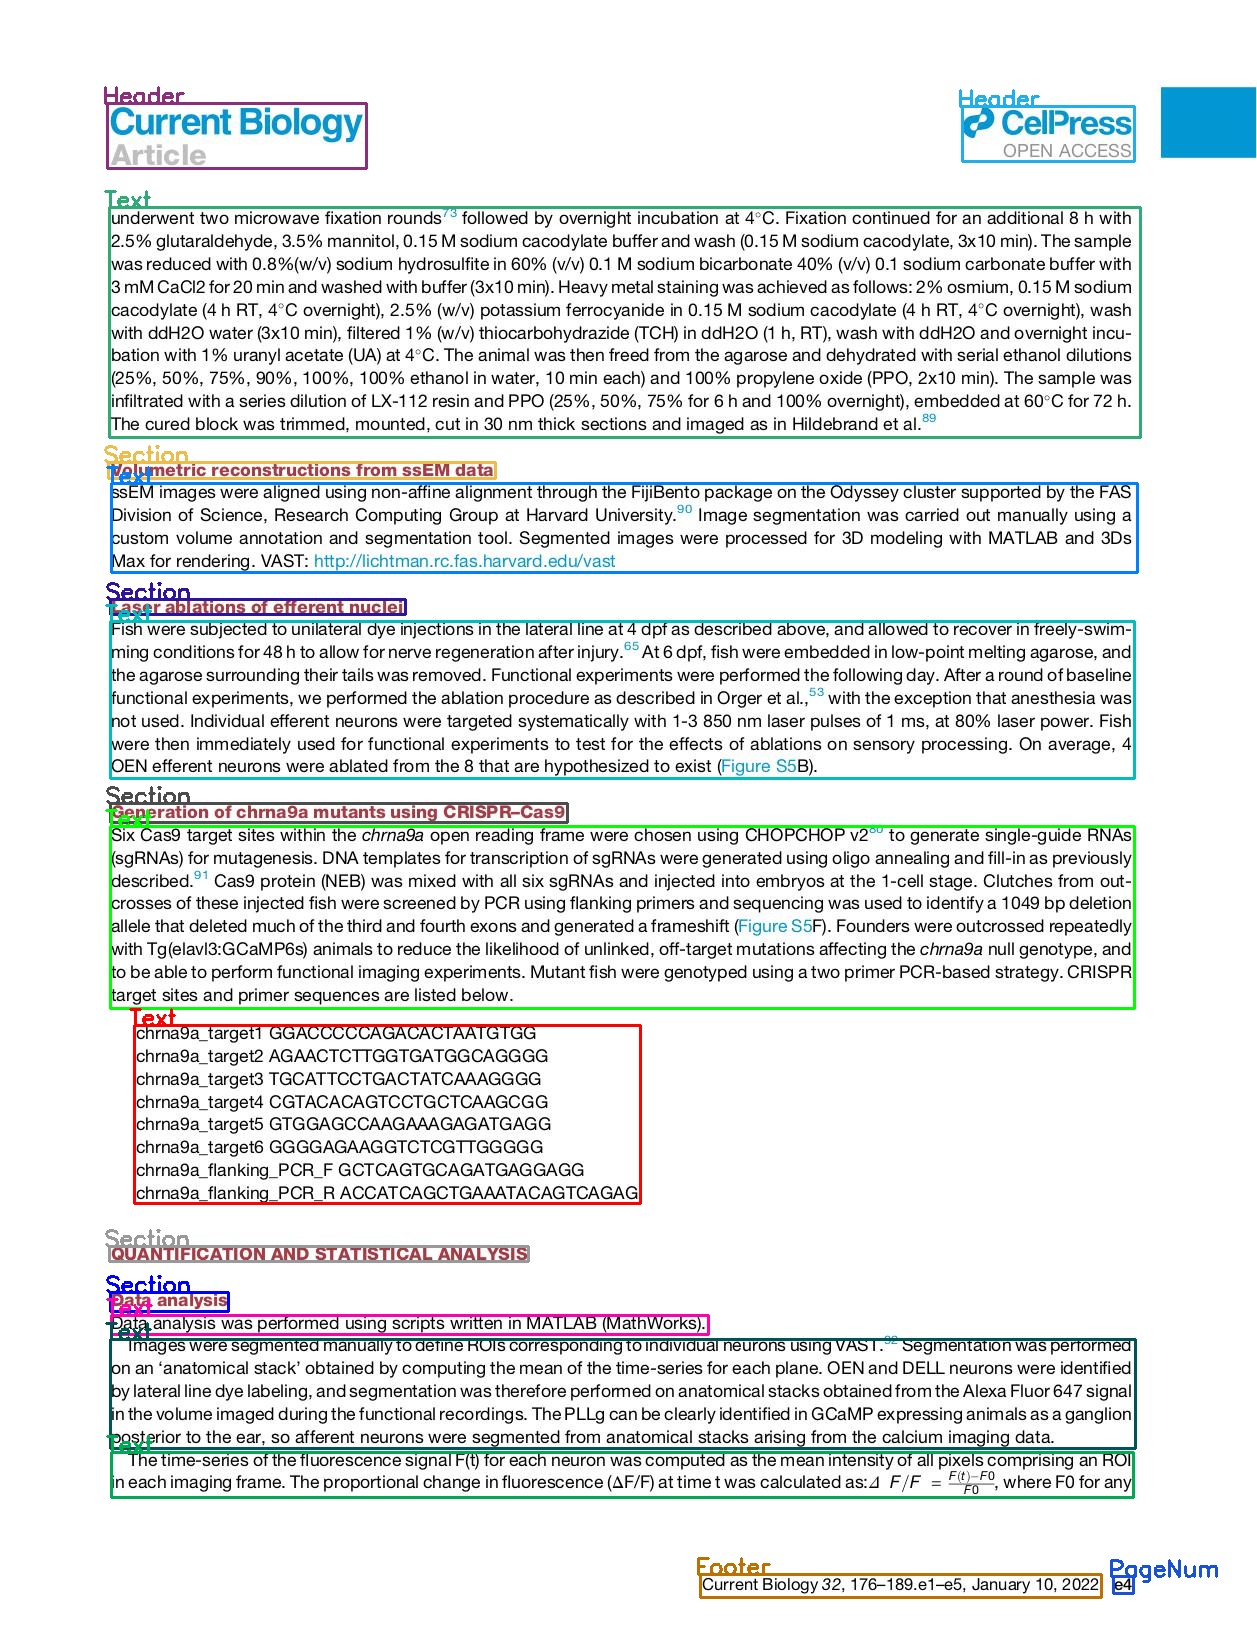 Header
Header
Current Biology
Article
CellPress
OPEN ACCESS
Text
underwent two microwave fixation rounds73 followed by overnight incubation at 4°C. Fixation continued for an additional 8 h with
2.5% glutaraldehyde, 3.5% mannitol, 0.15 M sodium cacodylate buffer and wash (0.15 M sodium cacodylate, 3x10 min). The sample
was reduced with 0.8%(w/v) sodium hydrosulfite in 60% (v/v) 0.1 M sodium bicarbonate 40% (v/v) 0.1 sodium carbonate buffer with
3 mM CaCl2 for 20 min and washed with buffer (3x10 min). Heavy metal staining was achieved as follows: 2% osmium, 0.15 M sodium
cacodylate (4 h RT, 4°C overnight), 2.5% (w/v) potassium ferrocyanide in 0.15 M sodium cacodylate (4 h RT, 4°C overnight), wash
with ddH2O water (3x10 min), filtered 1% (w/v) thiocarbohydrazide (TCH) in ddH2O (1 h, RT), wash with ddH2O and overnight incu-
bation with 1% uranyl acetate (UA) at 4°C. The animal was then freed from the agarose and dehydrated with serial ethanol dilutions
(25%, 50%, 75%, 90%, 100%, 100% ethanol in water, 10 min each) and 100% propylene oxide (PPO, 2x10 min). The sample was
infiltrated with a series dilution of LX-112 resin and PPO (25%, 50%, 75% for 6 h and 100% overnight), embedded at 60°C for 72 h.
The cured block was trimmed, mounted, cut in 30 nm thick sections and imaged as in Hildebrand et al.89
Section
Volumetric reconstructions from ssEM data
Text
ssEM images were aligned using non-affine alignment through the FijiBento package on the Odyssey cluster supported by the FAS
Division of Science, Research Computing Group at Harvard University.90 Image segmentation was carried out manually using a
custom volume annotation and segmentation tool. Segmented images were processed for 3D modeling with MATLAB and 3Ds
Max for rendering. VAST: http://lichtman.rc.fas.harvard.edu/vast
Section
Laser ablations of efferent nuclei
Text
Fish were subjected to unilateral dye injections in the lateral line at 4 dpf as described above, and allowed to recover in freely-swim-
ming conditions for 48 h to allow for nerve regeneration after injury.65 At 6 dpf, fish were embedded in low-point melting agarose, and
the agarose surrounding their tails was removed. Functional experiments were performed the following day. After a round of baseline
functional experiments, we performed the ablation procedure as described in Orger et al.,53 with the exception that anesthesia was
not used. Individual efferent neurons were targeted systematically with 1-3 850 nm laser pulses of 1 ms, at 80% laser power. Fish
were then immediately used for functional experiments to test for the effects of ablations on sensory processing. On average, 4
OEN efferent neurons were ablated from the 8 that are hypothesized to exist (Figure S5B).
Section
Generation of chrna9a mutants using CRISPR–Cas9
Text
Six Cas9 target sites within the chrna9a open reading frame were chosen using CHOPCHOP v280 to generate single-guide RNAs
(sgRNAs) for mutagenesis. DNA templates for transcription of sgRNAs were generated using oligo annealing and fill-in as previously
described.91 Cas9 protein (NEB) was mixed with all six sgRNAs and injected into embryos at the 1-cell stage. Clutches from out-
crosses of these injected fish were screened by PCR using flanking primers and sequencing was used to identify a 1049 bp deletion
allele that deleted much of the third and fourth exons and generated a frameshift (Figure S5F). Founders were outcrossed repeatedly
with Tg(elavl3:GCaMP6s) animals to reduce the likelihood of unlinked, off-target mutations affecting the chrna9a null genotype, and
to be able to perform functional imaging experiments. Mutant fish were genotyped using a two primer PCR-based strategy. CRISPR
target sites and primer sequences are listed below.
Text
chrna9a_target1 GGACCCCCAGACACTAATGTGG
chrna9a_target2 AGAACTCTTGGTGATGGCAGGGG
chrna9a_target3 TGCATTCCTGACTATCAAAGGGG
chrna9a_target4 CGTACACAGTCCTGCTCAAGCGG
chrna9a_target5 GTGGAGCCAAGAAAGAGATGAGG
chrna9a_target6 GGGGAGAAGGTCTCGTTGGGGG
chrna9a_flanking_PCR_F GCTCAGTGCAGATGAGGAGG
chrna9a_flanking_PCR_R ACCATCAGCTGAAATACAGTCAGAG
Section
QUANTIFICATION AND STATISTICAL ANALYSIS
Section
Data analysis
Text
Data analysis was performed using scripts written in MATLAB (MathWorks).
Text
Images were segmented manually to define ROIs corresponding to individual neurons using VAST.92 Segmentation was performed
on an ‘anatomical stack’ obtained by computing the mean of the time-series for each plane. OEN and DELL neurons were identified
by lateral line dye labeling, and segmentation was therefore performed on anatomical stacks obtained from the Alexa Fluor 647 signal
in the volume imaged during the functional recordings. The PLLg can be clearly identified in GCaMP expressing animals as a ganglion
posterior to the ear, so afferent neurons were segmented from anatomical stacks arising from the calcium imaging data.
Text
The time-series of the fluorescence signal F(t) for each neuron was computed as the mean intensity of all pixels comprising an ROI
in each imaging frame. The proportional change in fluorescence (ΔF/F) at time t was calculated as:Δ F/F = F(t)−F0/F0, where F0 for any
Footer
PageNum
Current Biology 32, 176–189.e1–e5, January 10, 2022 e4